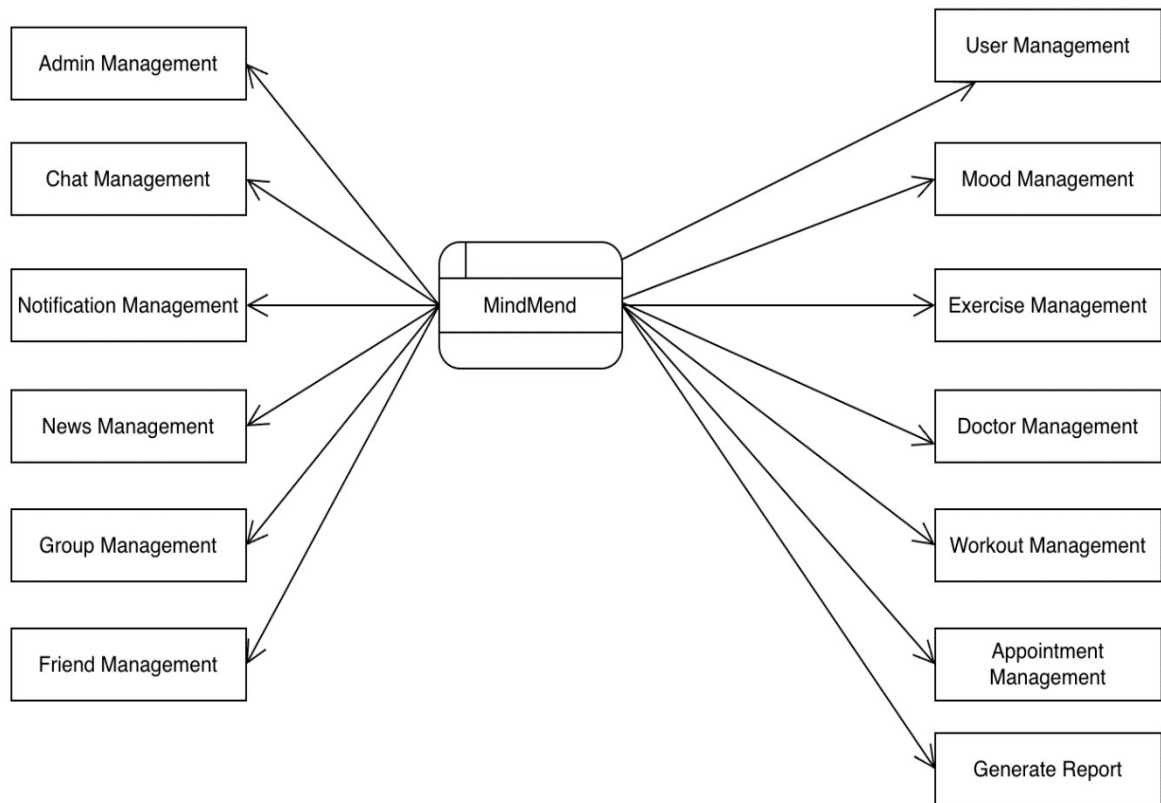 Admin Management
Chat Management
Notification Management
News Management
Group Management
Friend Management
MindMend
User Management
Mood Management
Exercise Management
Doctor Management
Workout Management
Appointment
Management
Generate Report